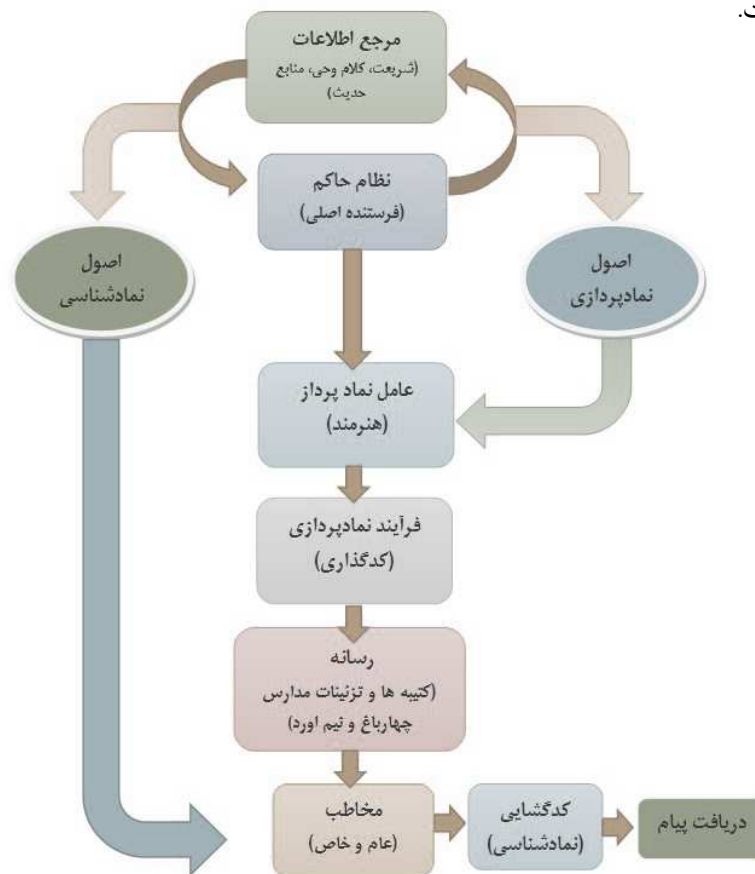 ت.
مرجع اطلاعات
(شریعت، کلام وحی، منابع
حدیث)
نظام حاکم
(فرستنده اصلی)
اصول
نمادپردازی
اصول
نمادشناسی
عامل نماد پرداز
(هنرمند)
فرآیند نمادپردازی
(کدگذاری)
رسانه
(کتیبه ها و تزئینات مدارس
چهارباغ و نیم اورد)
مخاطب
(عام و خاص)
کدگشایی
(نمادشناسی)
دریافت پیام